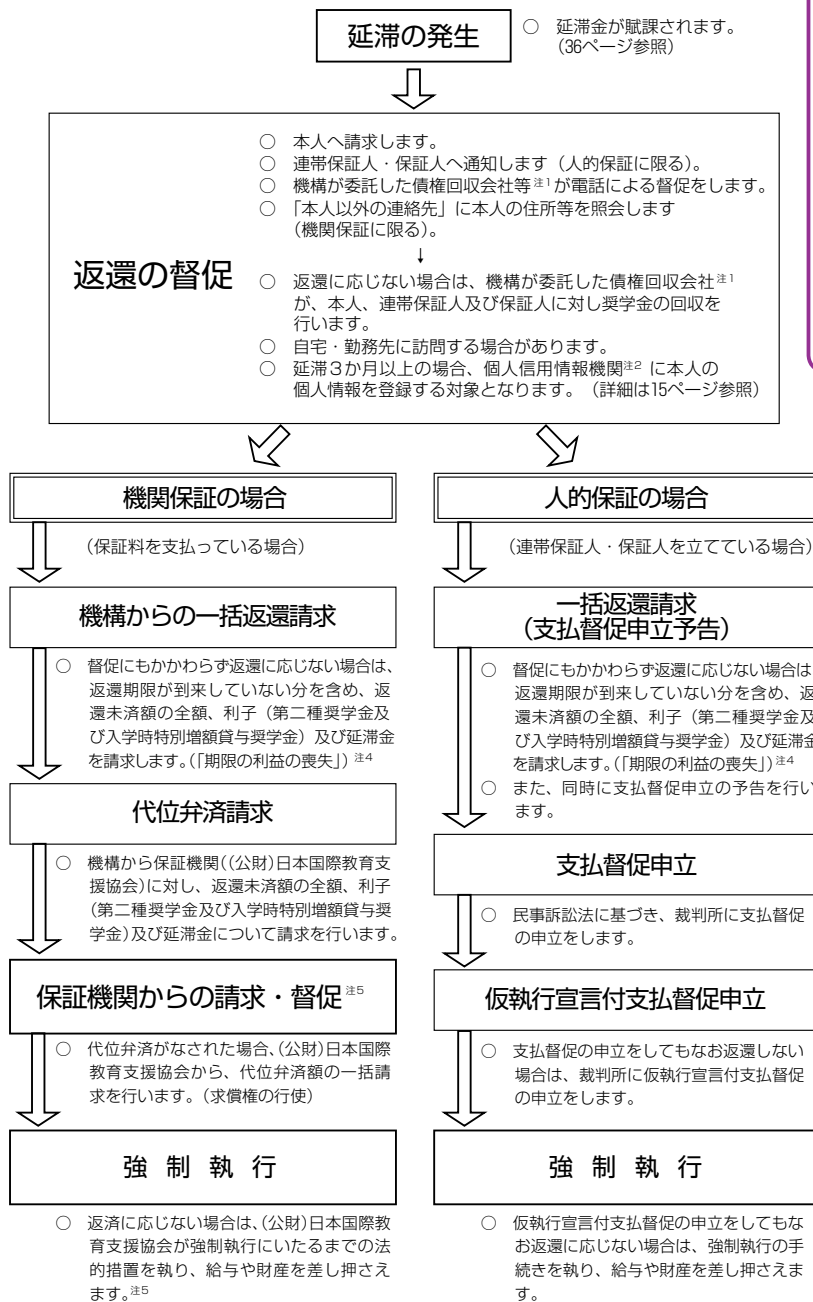 延滞の発生
○ 延滞金が賦課されます。
(36ページ参照)
返還の督促
○ 本人へ請求します。
○ 連帯保証人・保証人へ通知します(人的保証に限る)。
○ 機構が委託した債権回収会社等注1が電話による督促をします。
○ 「本人以外の連絡先」に本人の住所等を照会します
(機関保証に限る)。
↓
○ 返還に応じない場合は、機構が委託した債権回収会社注1
が、本人、連帯保証人及び保証人に対し奨学金の回収を
行います。
○ 自宅・勤務先に訪問する場合があります。
○ 延滞3か月以上の場合、個人信用情報機関注2 に本人の
個人情報を登録する対象となります。(詳細は15ページ参照)
機関保証の場合
(保証料を支払っている場合)
機構からの一括返還請求
○ 督促にもかかわらず返還に応じない場合は、
返還期限が到来していない分を含め、返
還未済額の全額、利子(第二種奨学金及
び入学時特別増額貸与奨学金)及び延滞金
を請求します。(「期限の利益の喪失」)注4
代位弁済請求
○ 機構から保証機関((公財)日本国際教育支
援協会)に対し、返還未済額の全額、利子
(第二種奨学金及び入学時特別増額貸与奨
学金)及び延滞金について請求を行います。
保証機関からの請求・督促注5
○ 代位弁済がなされた場合、(公財)日本国際
教育支援協会から、代位弁済額の一括請
求を行います。(求償権の行使)
強制執行
○ 返済に応じない場合は、(公財)日本国際教
育支援協会が強制執行にいたるまでの法
的措置を執り、給与や財産を差し押さえ
ます。注5
人的保証の場合
(連帯保証人・保証人を立てている場合)
一括返還請求
(支払督促申立予告)
○ 督促にもかかわらず返還に応じない場合は
返還期限が到来していない分を含め、返
還未済額の全額、利子(第二種奨学金及
び入学時特別増額貸与奨学金)及び延滞金
を請求します。(「期限の利益の喪失」)注4
○ また、同時に支払督促申立の予告を行い
ます。
支払督促申立
○ 民事訴訟法に基づき、裁判所に支払督促
の申立をします。
仮執行宣言付支払督促申立
○ 支払督促の申立をしてもなお返還しない
場合は、裁判所に仮執行宣言付支払督促
の申立をします。
強制執行
○ 仮執行宣言付支払督促の申立をしてもな
お返還に応じない場合は、強制執行の手
続きを執り、給与や財産を差し押さえま
す。